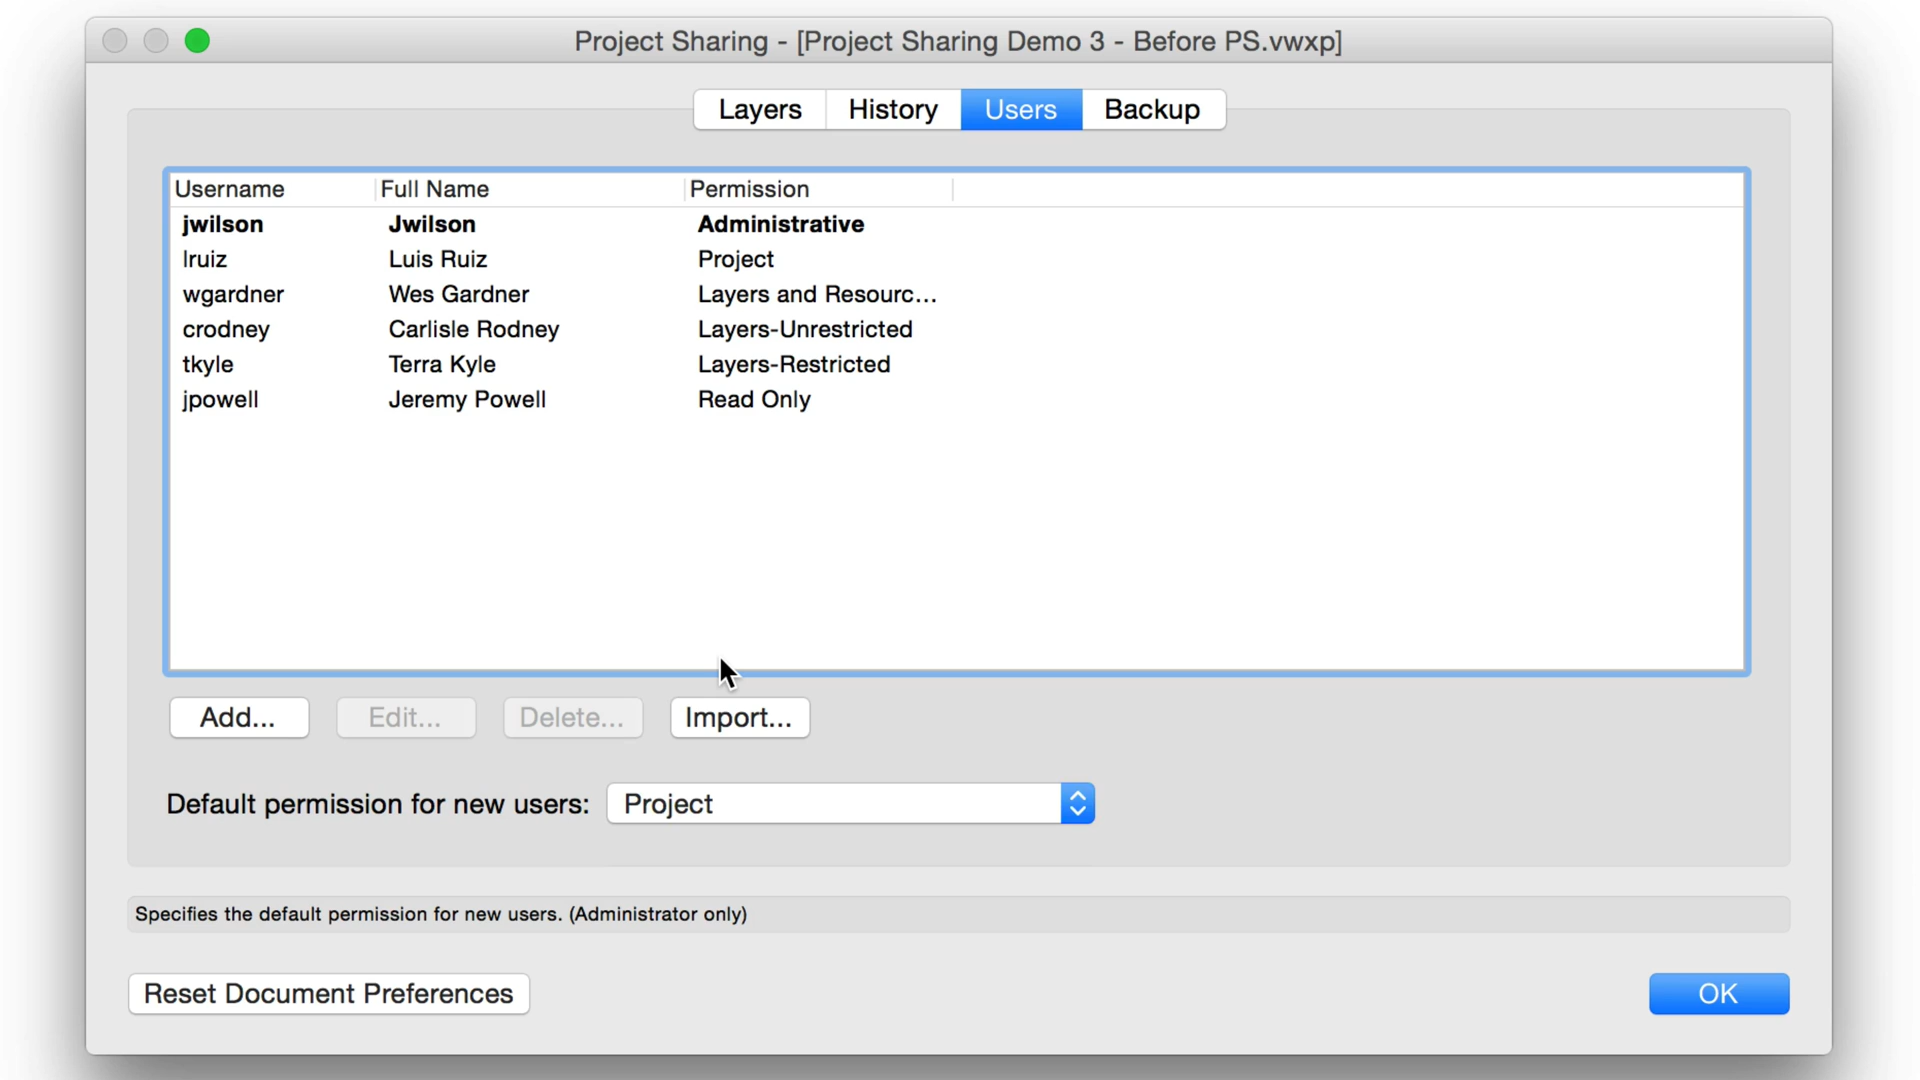 Project Sharing - [Project Sharing Demo 3 - Before PS.vwxp]
Layers History Users Backup
Username Full Name Permission
jwilson Jwilson Administrative
lruiz Luis Ruiz Project
wgardner Wes Gardner Layers and Resourc...
crodney Carlisle Rodney Layers-Unrestricted
tkyle Terra Kyle Layers-Restricted
jpowell Jeremy Powell Read Only
Add... Edit... Delete... Import...
Default permission for new users: Project
Specifies the default permission for new users. (Administrator only)
Reset Document Preferences OK